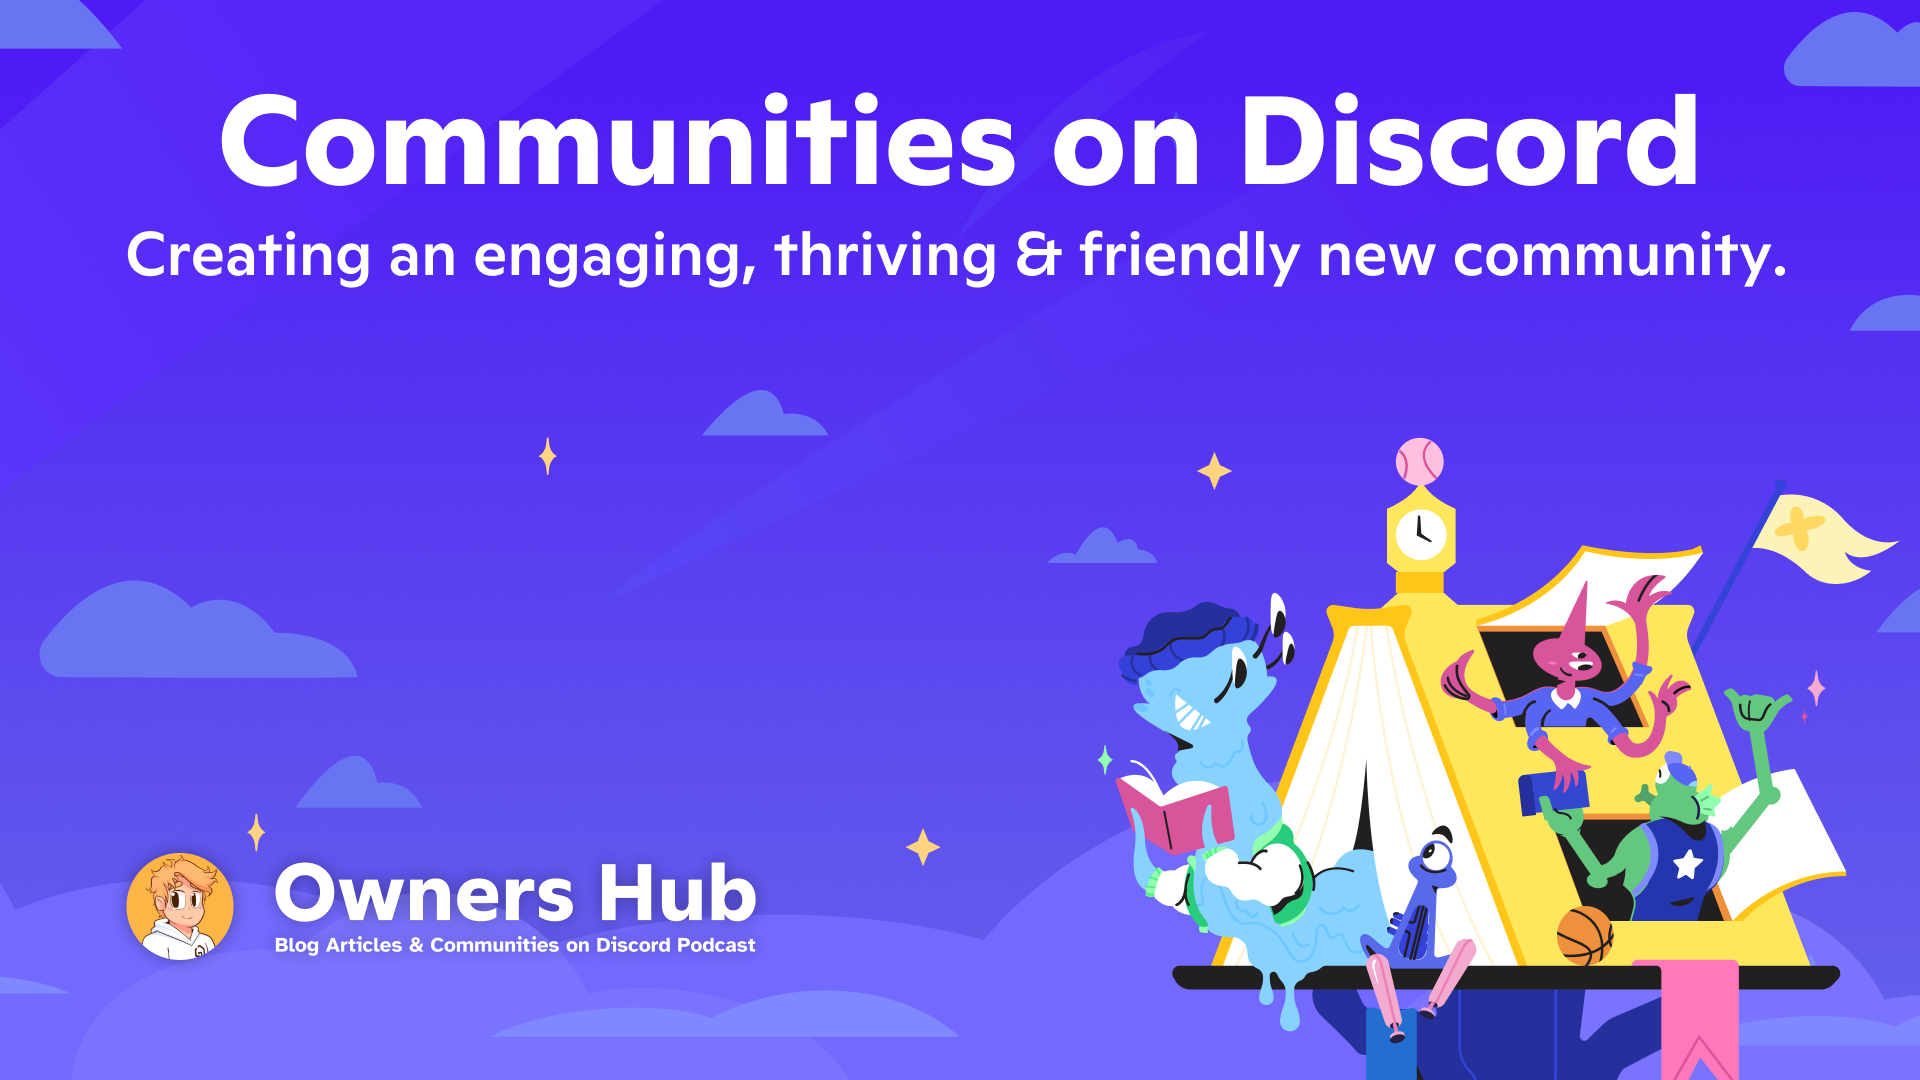 Communities on Discord
Creating an engaging, thriving & friendly new community.
Owners Hub
Blog Articles & Communities on Discord Podcast